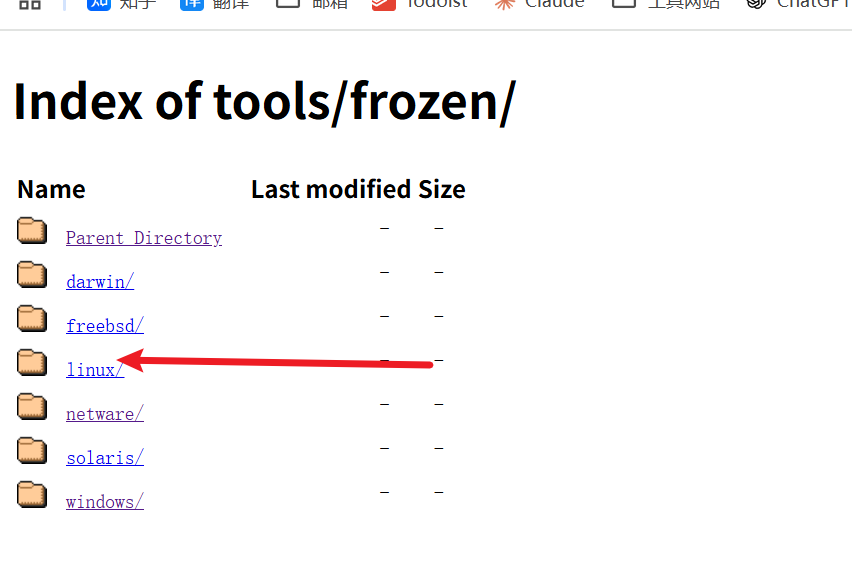 知乎 翻译 邮箱 Todoist Claude 工具网站 ChatGPT
Index of tools/frozen/
Name Last modified Size
Parent Directory - -
darwin/ - -
freebsd/ - -
linux/ - -
netware/ - -
solaris/ - -
windows/ - -